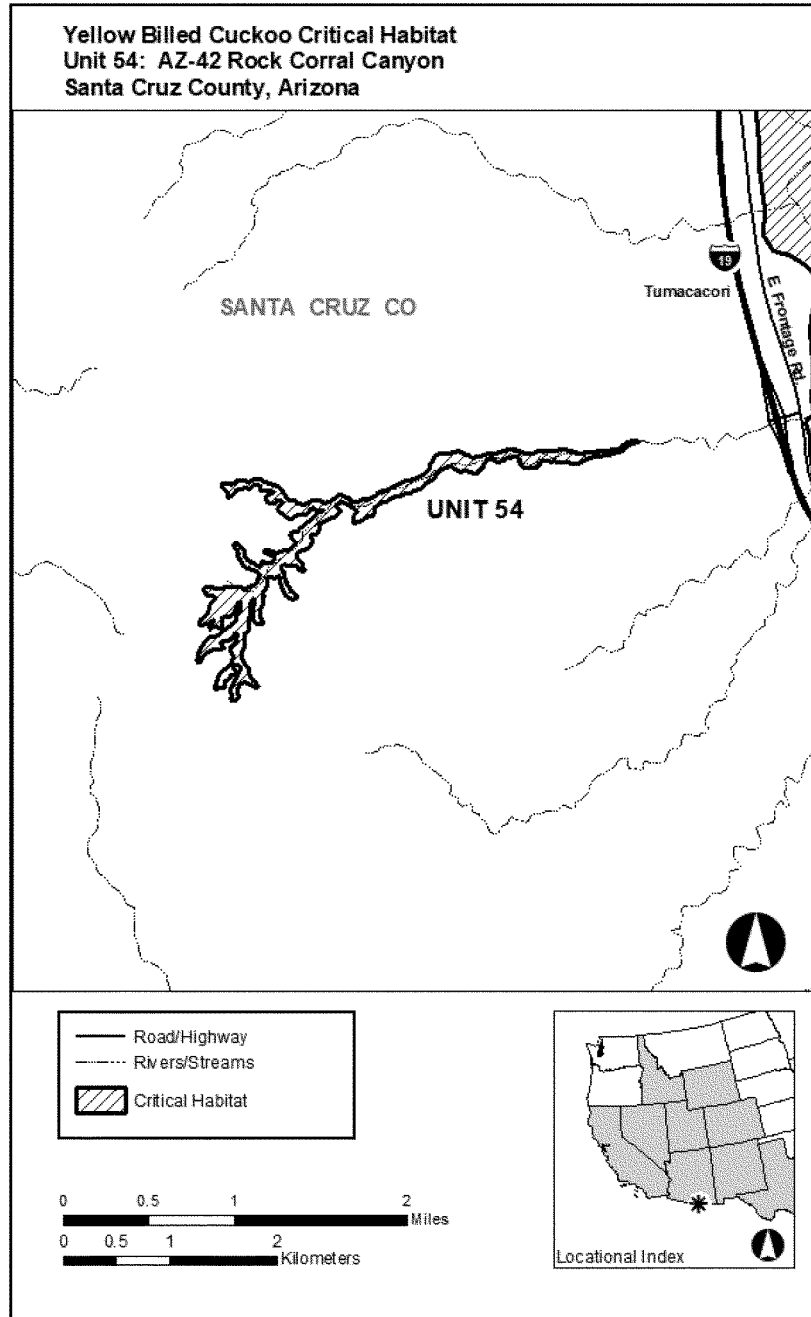 Yellow Billed Cuckoo Critical Habitat
Unit 54: AZ-42 Rock Corral Canyon
Santa Cruz County, Arizona
SANTA CRUZ CO
19
Tumacacori
E Frontage Rd.
UNIT 54
Road/Highway
Rivers/Streams
Critical Habitat
0 0.5 1 2
Miles
0 0.5 1 2
Kilometers
Locational Index